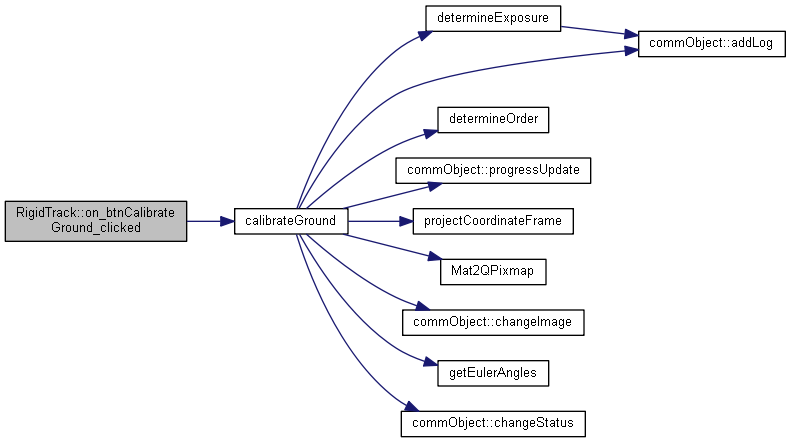 RigidTrack::on_btnCalibrate
Ground_clicked
calibrateGround
determineExposure
commObject::addLog
determineOrder
commObject::progressUpdate
projectCoordinateFrame
Mat2QPixmap
commObject::changeImage
getEulerAngles
commObject::changeStatus